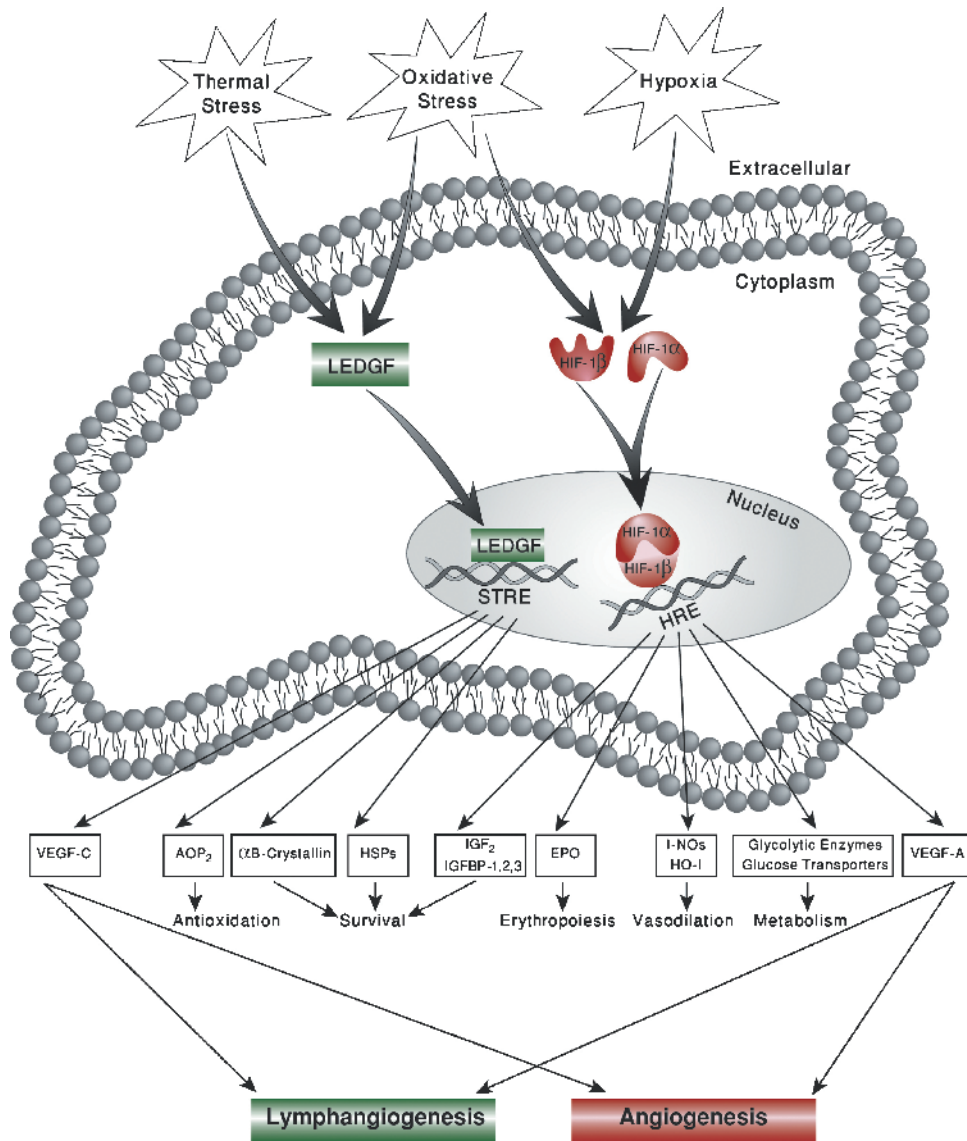 Thermal
Stress
Oxidative
Stress
Hypoxia
Extracellular
Cytoplasm
LEDGF
HIF-1β
HIF-1α
Nucleus
LEDGF
HIF-1α
HIF-1β
STRE
HRE
VEGF-C
AOP2
αB-Crystallin
HSPs
IGF2
IGFBP-1,2,3
EPO
I-NOs
HO-I
Glycolytic Enzymes
Glucose Transporters
VEGF-A
Antioxidation
Survival
Erythropoiesis
Vasodilation
Metabolism
Lymphangiogenesis
Angiogenesis